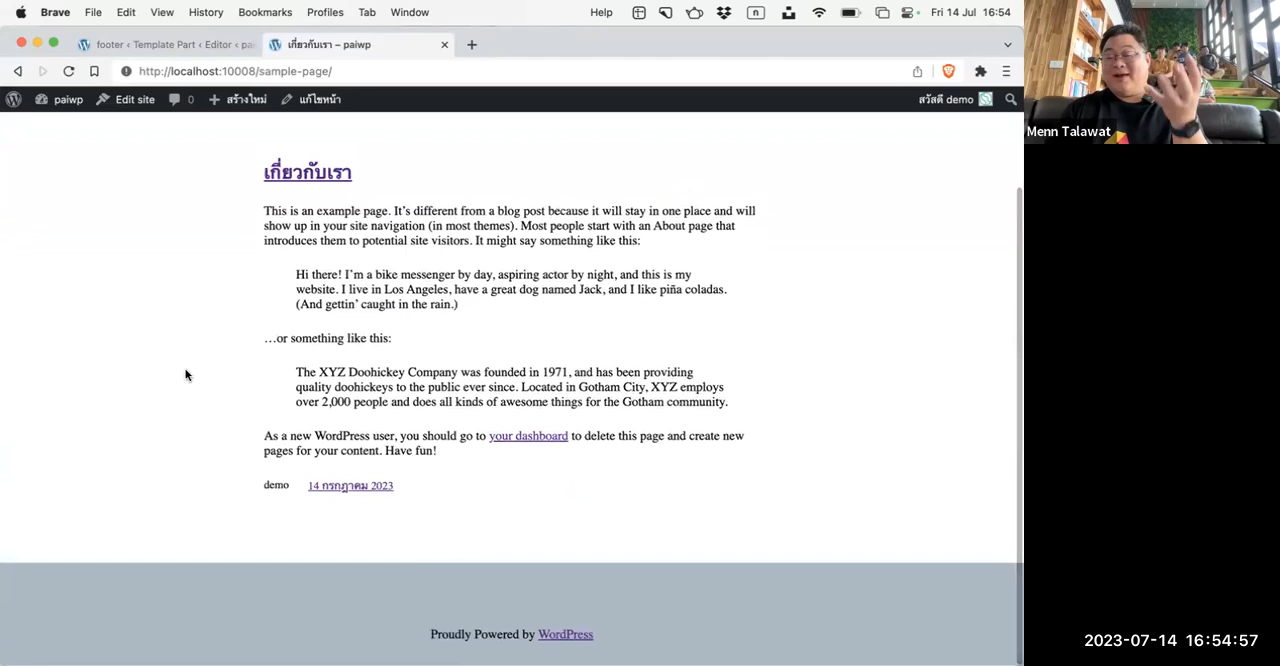 Brave File Edit View History Bookmarks Profiles Tab Window Help Fri 14 Jul 16:54
footer ‹ Template Part ‹ Editor ‹ pai
เกี่ยวกับเรา – paiwp
http://localhost:10008/sample-page/
paiwp Edit site 0 สร้างใหม่ แก้ไขหน้า สวัสดี demo
Menn Talawat
เกี่ยวกับเรา
This is an example page. It’s different from a blog post because it will stay in one place and will
show up in your site navigation (in most themes). Most people start with an About page that
introduces them to potential site visitors. It might say something like this:
Hi there! I’m a bike messenger by day, aspiring actor by night, and this is my
website. I live in Los Angeles, have a great dog named Jack, and I like piña coladas.
(And gettin’ caught in the rain.)
…or something like this:
The XYZ Doohickey Company was founded in 1971, and has been providing
quality doohickeys to the public ever since. Located in Gotham City, XYZ employs
over 2,000 people and does all kinds of awesome things for the Gotham community.
As a new WordPress user, you should go to your dashboard to delete this page and create new
pages for your content. Have fun!
demo 14 กรกฎาคม 2023
Proudly Powered by WordPress
2023-07-14 16:54:57